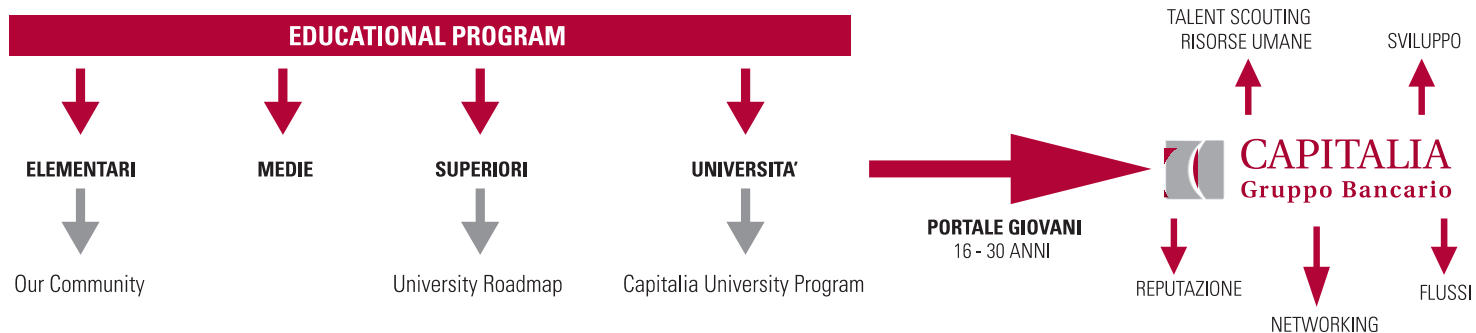 EDUCATIONAL PROGRAM
ELEMENTARI
MEDIE
SUPERIORI
UNIVERSITA'
Our Community
University Roadmap
Capitalia University Program
PORTALE GIOVANI
16 - 30 ANNI
TALENT SCOUTING
RISORSE UMANE
SVILUPPO
CAPITALIA
Gruppo Bancario
REPUTAZIONE
NETWORKING
FLUSSI